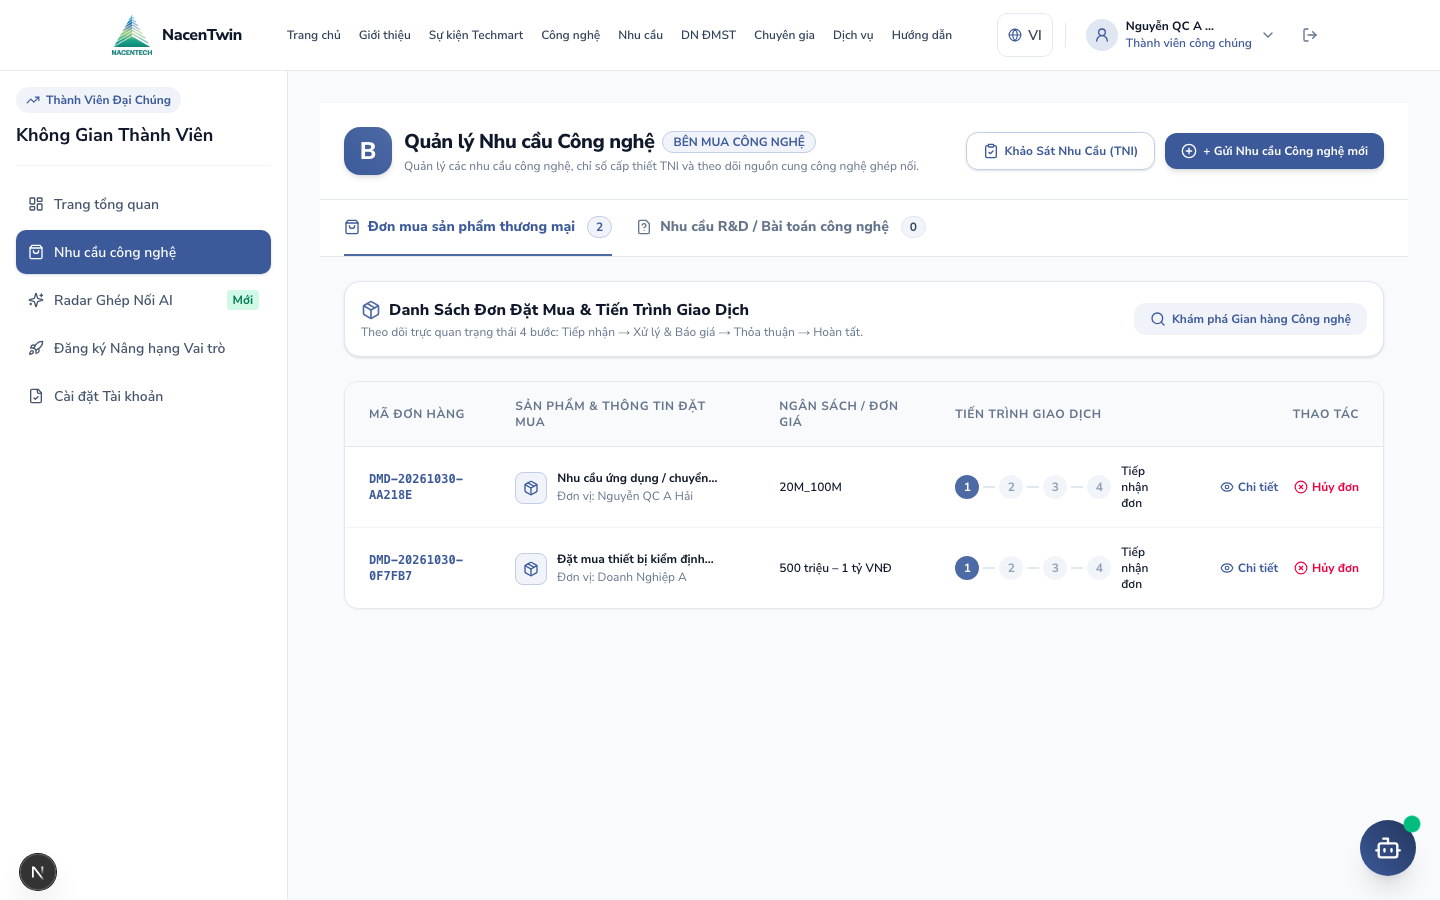 NACENTECH
NacenTwin
Trang chủ
Giới thiệu
Sự kiện Techmart
Công nghệ
Nhu cầu
DN ĐMST
Chuyên gia
Dịch vụ
Hướng dẫn
VI
Nguyễn QC A ...
Thành viên công chúng
Thành Viên Đại Chúng
Không Gian Thành Viên
Trang tổng quan
Nhu cầu công nghệ
Radar Ghép Nối AI
Mới
Đăng ký Nâng hạng Vai trò
Cài đặt Tài khoản
B
Quản lý Nhu cầu Công nghệ
BÊN MUA CÔNG NGHỆ
Quản lý các nhu cầu công nghệ, chỉ số cấp thiết TNI và theo dõi nguồn cung công nghệ ghép nối.
Khảo Sát Nhu Cầu (TNI)
+ Gửi Nhu cầu Công nghệ mới
Đơn mua sản phẩm thương mại 2
Nhu cầu R&D / Bài toán công nghệ 0
Danh Sách Đơn Đặt Mua & Tiến Trình Giao Dịch
Theo dõi trực quan trạng thái 4 bước: Tiếp nhận → Xử lý & Báo giá → Thỏa thuận → Hoàn tất.
Khám phá Gian hàng Công nghệ
MÃ ĐƠN HÀNG
SẢN PHẨM & THÔNG TIN ĐẶT
MUA
NGÂN SÁCH / ĐƠN
GIÁ
TIẾN TRÌNH GIAO DỊCH
THAO TÁC
DMD-20261030-
AA218E
Nhu cầu ứng dụng / chuyển...
Đơn vị: Nguyễn QC A Hải
20M_100M
1 2 3 4
Tiếp
nhận
đơn
Chi tiết
Hủy đơn
DMD-20261030-
0F7FB7
Đặt mua thiết bị kiểm định...
Đơn vị: Doanh Nghiệp A
500 triệu – 1 tỷ VNĐ
1 2 3 4
Tiếp
nhận
đơn
Chi tiết
Hủy đơn
N